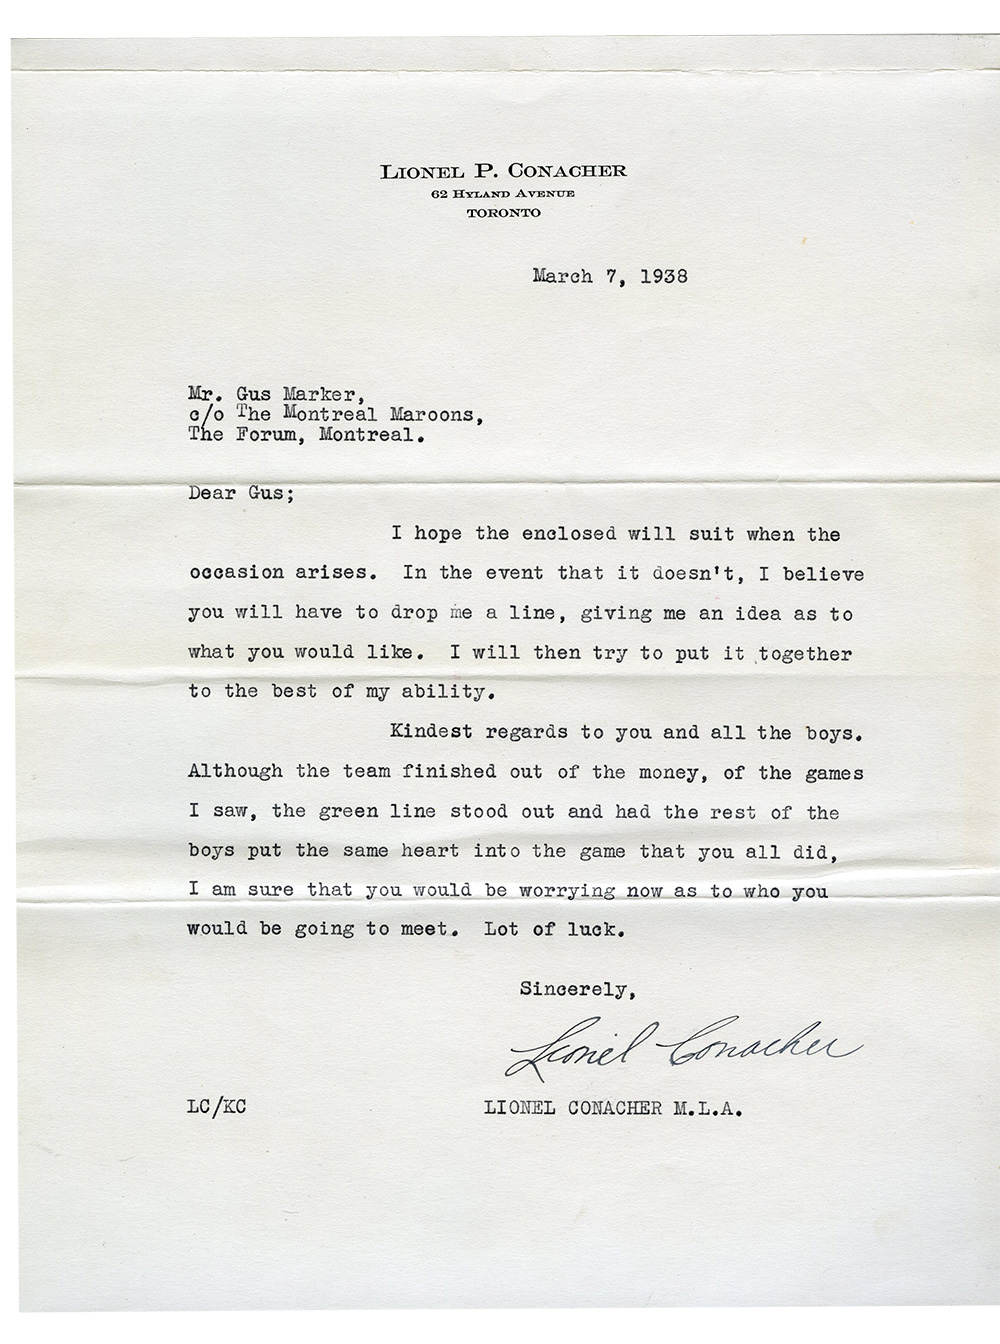 LIONEL P. CONACHER
62 HYLAND AVENUE
TORONTO
March 7, 1938
Mr. Gus Marker,
c/o The Montreal Maroons,
The Forum, Montreal.
Dear Gus;
I hope the enclosed will suit when the
occasion arises. In the event that it doesn't, I believe
you will have to drop me a line, giving me an idea as to
what you would like. I will then try to put it together
to the best of my ability.
Kindest regards to you and all the boys.
Although the team finished out of the money, of the games
I saw, the green line stood out and had the rest of the
boys put the same heart into the game that you all did,
I am sure that you would be worrying now as to who you
would be going to meet. Lot of luck.
Sincerely,
Lionel Conacher
LC/KC LIONEL CONACHER M.L.A.